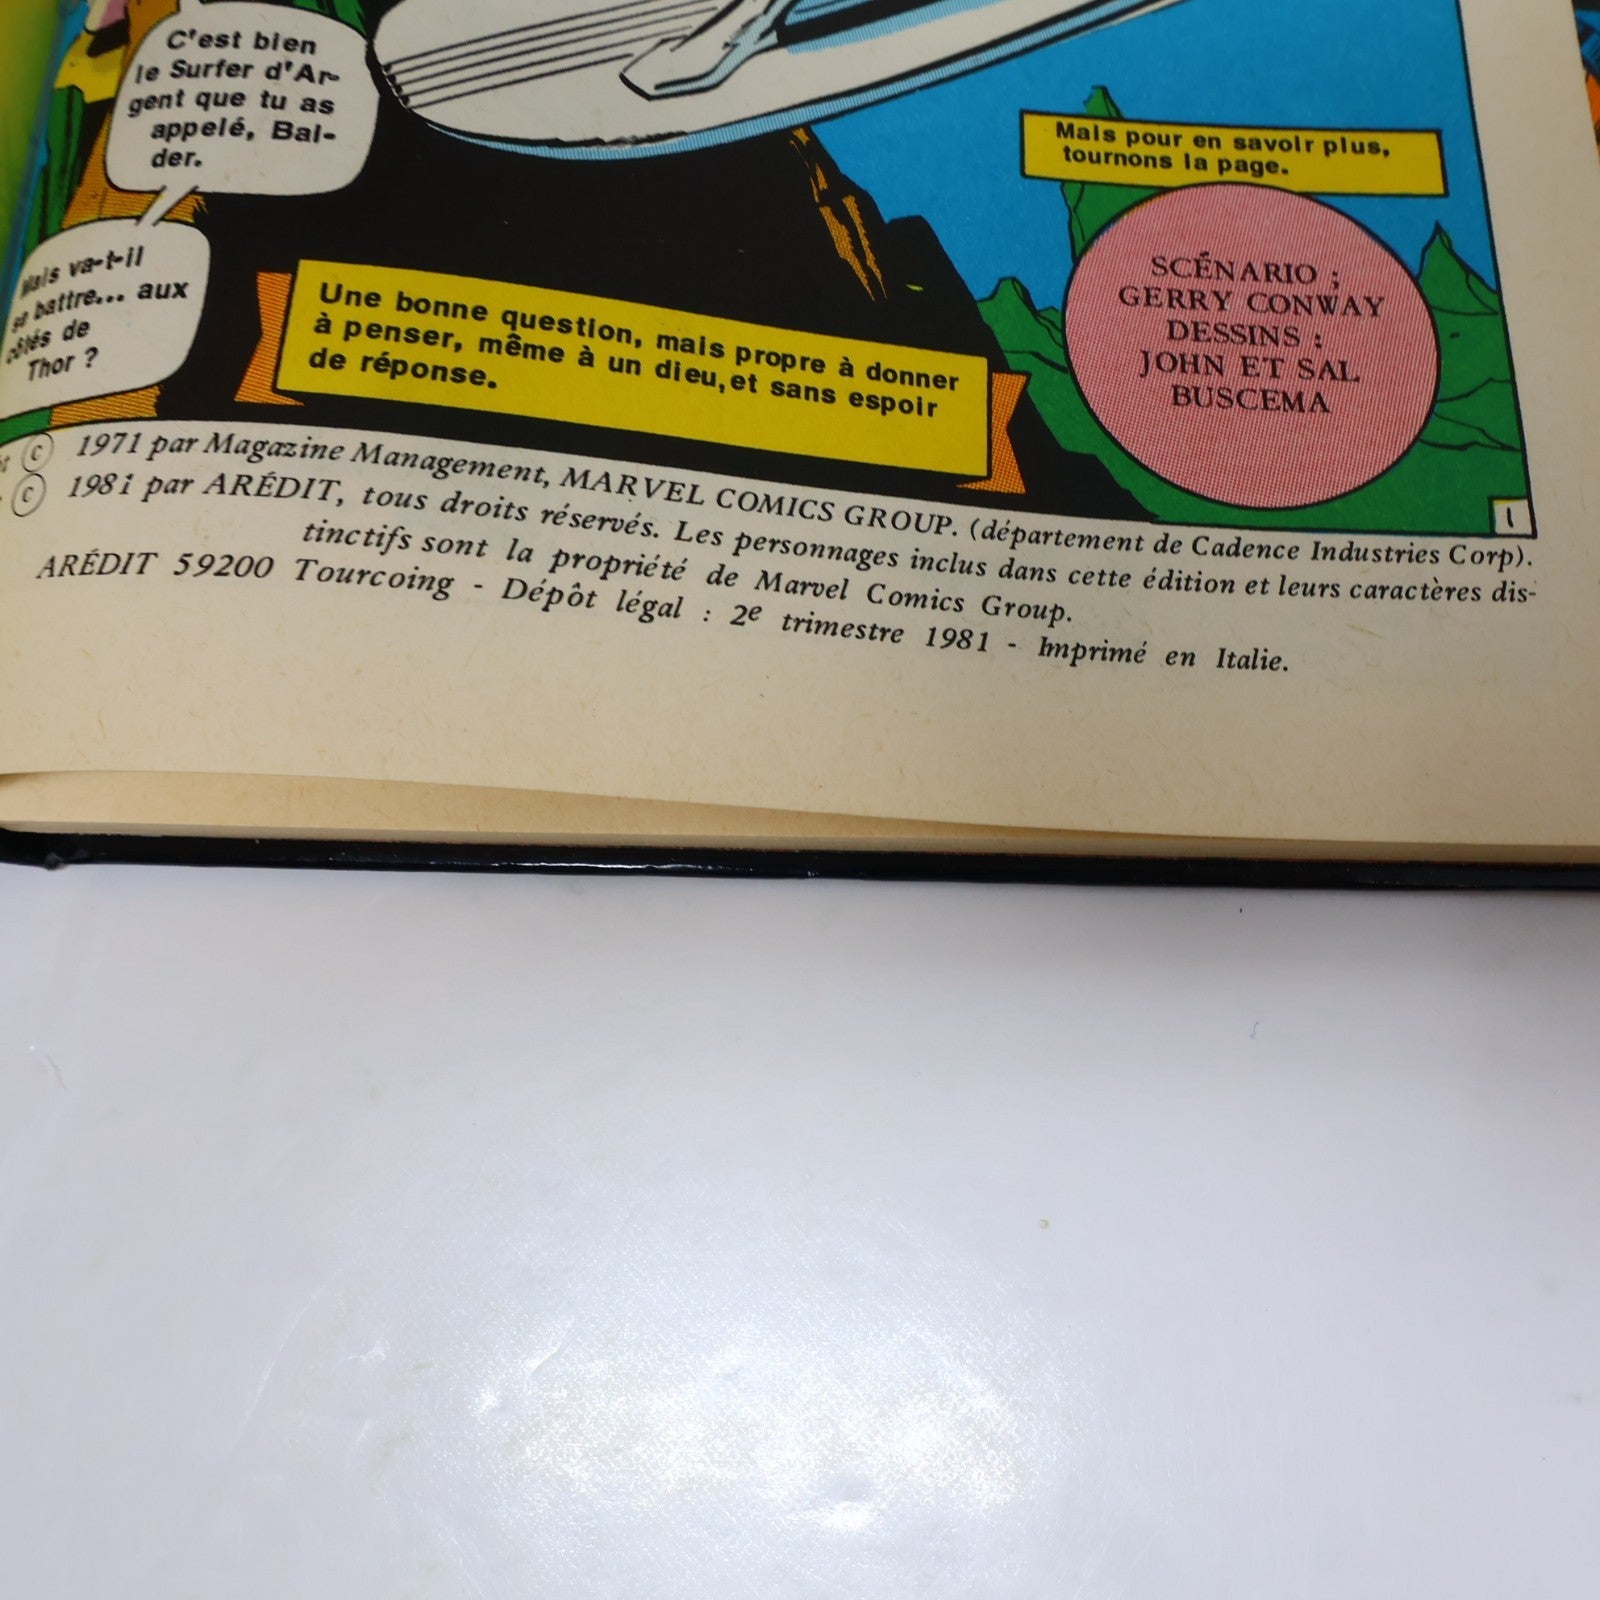 C'est bien
le Surfer d'Ar-
gent que tu as
appelé, Bal-
der.
Mais va-t-il
se battre... aux
côtés de
Thor ?
Mais pour en savoir plus,
tournons la page.
Une bonne question, mais propre à donner
à penser, même à un dieu,et sans espoir
de réponse.
SCÉNARIO ;
GERRY CONWAY
DESSINS :
JOHN ET SAL
BUSCEMA
1
© 1971 par Magazine Management, MARVEL COMICS GROUP. (département de Cadence Industries Corp).
© 1981 par ARÉDIT, tous droits réservés. Les personnages inclus dans cette édition et leurs caractères dis-
tinctifs sont la propriété de Marvel Comics Group.
ARÉDIT 59200 Tourcoing - Dépôt légal : 2e trimestre 1981 - Imprimé en Italie.